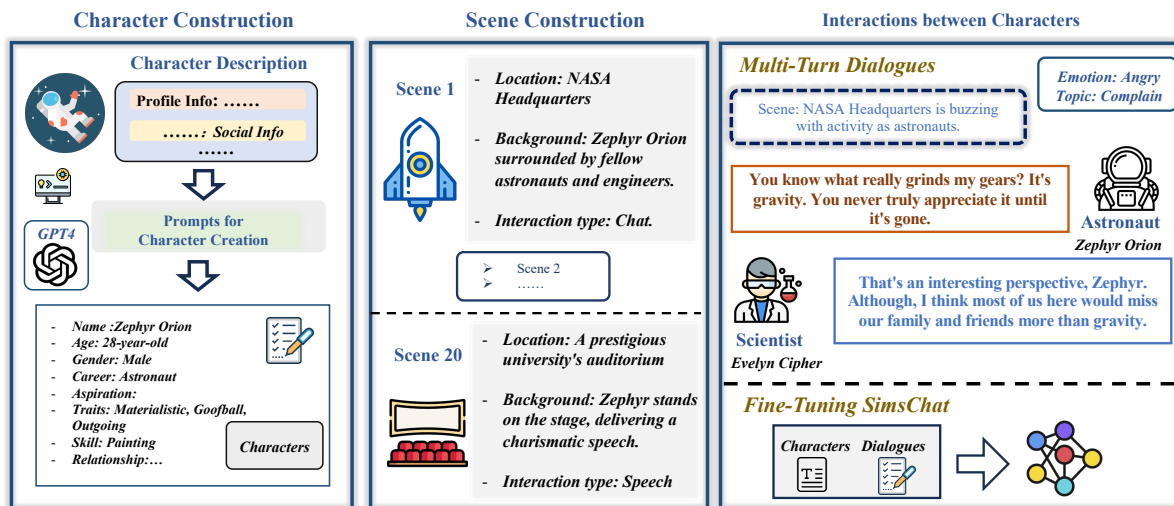 Character Construction
Character Description
Profile Info: ......
......: Social Info
......
GPT4
Prompts for
Character Creation
- Name :Zephyr Orion
- Age: 28-year-old
- Gender: Male
- Career: Astronaut
- Aspiration:
- Traits: Materialistic, Goofball,
Outgoing
- Skill: Painting
- Relationship:...
Characters
Scene Construction
Scene 1
- Location: NASA
Headquarters
- Background: Zephyr Orion
surrounded by fellow
astronauts and engineers.
- Interaction type: Chat.
➢ Scene 2
➢ ......
Scene 20
- Location: A prestigious
university's auditorium
- Background: Zephyr stands
on the stage, delivering a
charismatic speech.
- Interaction type: Speech
Interactions between Characters
Multi-Turn Dialogues
Emotion: Angry
Topic: Complain
Scene: NASA Headquarters is buzzing
with activity as astronauts.
You know what really grinds my gears? It's
gravity. You never truly appreciate it until
it's gone.
Astronaut
Zephyr Orion
That's an interesting perspective, Zephyr.
Although, I think most of us here would miss
our family and friends more than gravity.
Scientist
Evelyn Cipher
Fine-Tuning SimsChat
Characters Dialogues